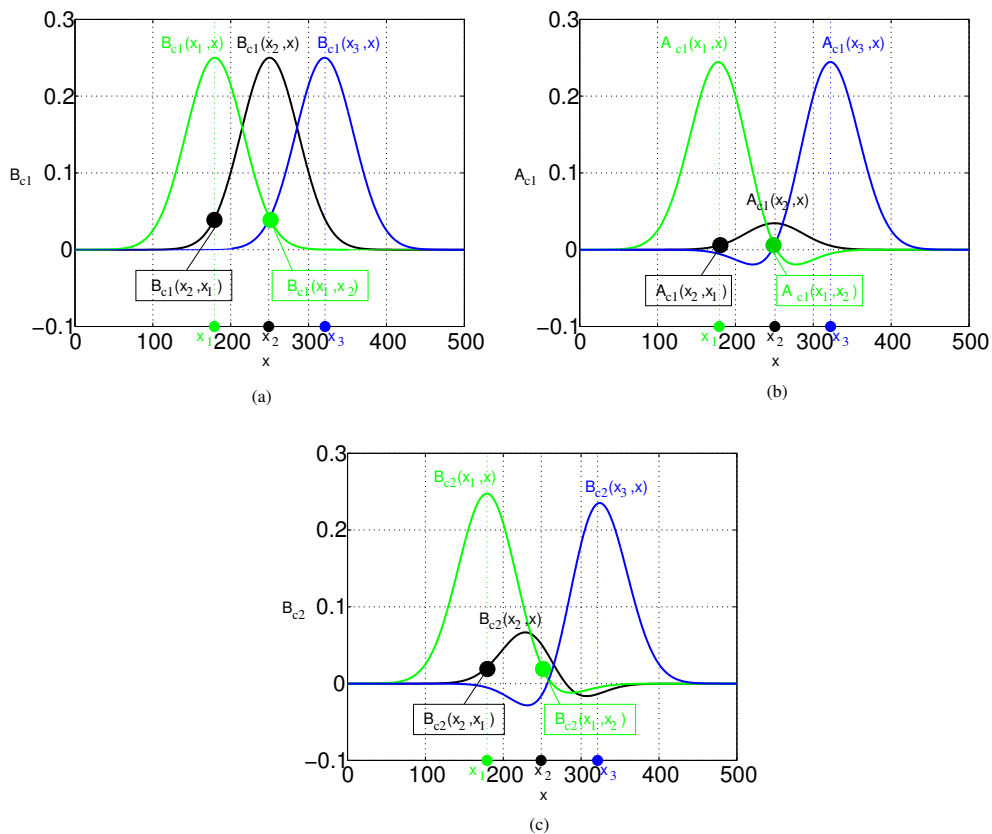 0.3
0.2
0.1
0
−0.1
B_c1
B_c1(x_1,x)
B_c1(x_2,x)
B_c1(x_3,x)
B_c1(x_2,x_1)
B_c1(x_1,x_2)
0 100 200 300 400 500
x_1 x_2 x_3
x
(a)
0.3
0.2
0.1
0
−0.1
A_c1
A_c1(x_1,x)
A_c1(x_3,x)
A_c1(x_2,x)
A_c1(x_2,x_1)
A_c1(x_1,x_2)
0 100 200 300 400 500
x_1 x_2 x_3
x
(b)
0.3
0.2
0.1
0
−0.1
B_c2
B_c2(x_1,x)
B_c2(x_3,x)
B_c2(x_2,x)
B_c2(x_2,x_1)
B_c2(x_1,x_2)
0 100 200 300 400 500
x_1 x_2 x_3
x
(c)